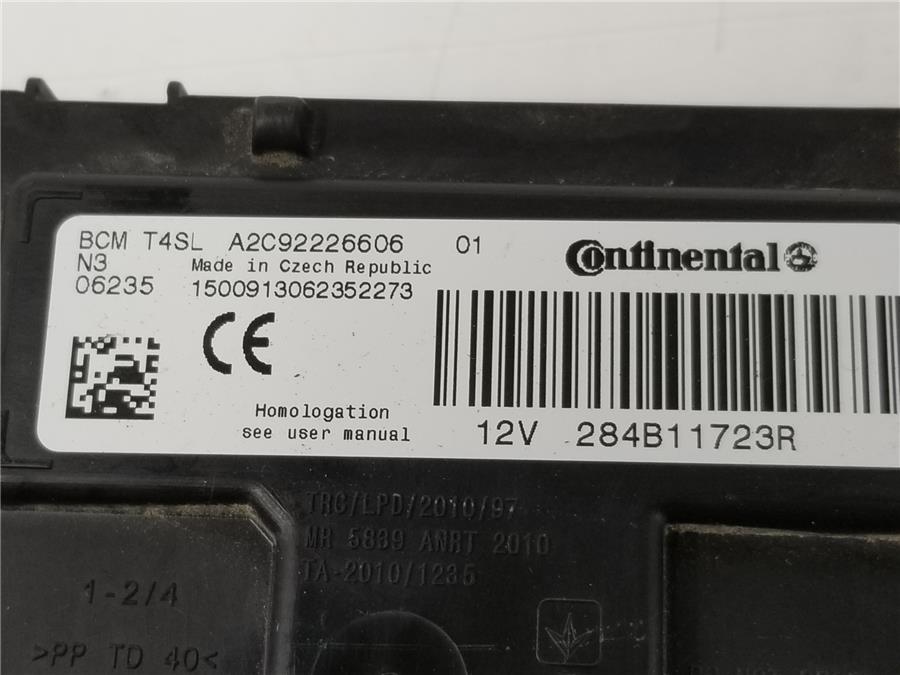 BCM T4SL A2C92226606 01
Continental
N3 Made in Czech Republic
06235 1500913062352273
CE
Homologation
see user manual
12V 284B11723R
TRC/LPD/2010/97
MR 5839 ANRT 2010
TA-2010/1235
1-2/4
>PP TD 40<